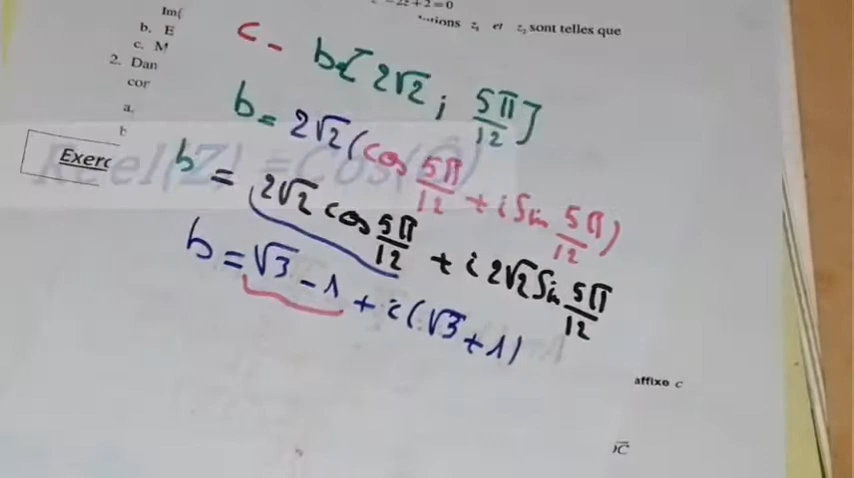 + 2 = 0
Im(
z₁ et z₂ sont telles que
b. E
c. M
2. Dan
cor
a.
b
Exerc
c - b[2√2 ; 5π/12]
b = 2√2(cos 5π/12 + i Sin 5π/12)
Reel(Z) = Cos(θ)
b = 2√2 cos 5π/12 + i 2√2 Sin 5π/12
b = √3 - 1 + i(√3 + 1)
affixe c